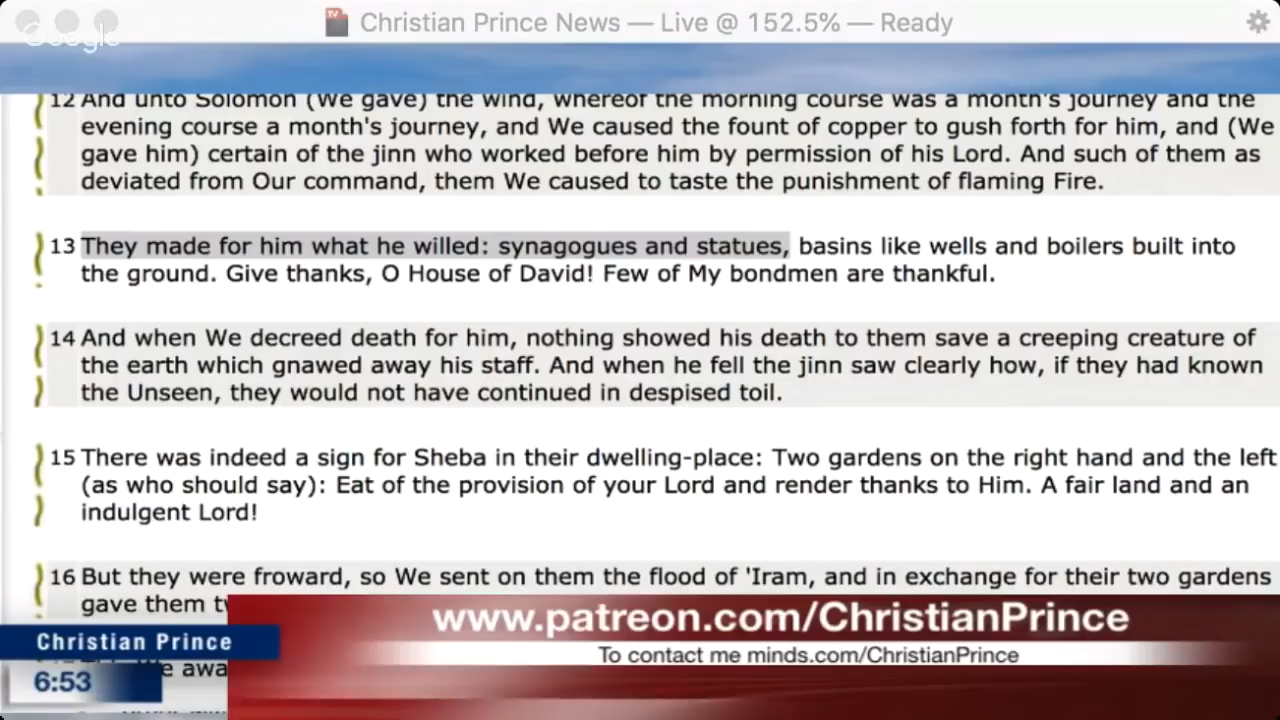 Christian Prince News — Live @ 152.5% — Ready
Google
12 And unto Solomon (We gave) the wind, whereof the morning course was a month's journey and the
evening course a month's journey, and We caused the fount of copper to gush forth for him, and (We
gave him) certain of the jinn who worked before him by permission of his Lord. And such of them as
deviated from Our command, them We caused to taste the punishment of flaming Fire.
13 They made for him what he willed: synagogues and statues, basins like wells and boilers built into
the ground. Give thanks, O House of David! Few of My bondmen are thankful.
14 And when We decreed death for him, nothing showed his death to them save a creeping creature of
the earth which gnawed away his staff. And when he fell the jinn saw clearly how, if they had known
the Unseen, they would not have continued in despised toil.
15 There was indeed a sign for Sheba in their dwelling-place: Two gardens on the right hand and the left
(as who should say): Eat of the provision of your Lord and render thanks to Him. A fair land and an
indulgent Lord!
16 But they were froward, so We sent on them the flood of 'Iram, and in exchange for their two gardens
gave them
www.patreon.com/ChristianPrince
Christian Prince
To contact me minds.com/ChristianPrince
6:53